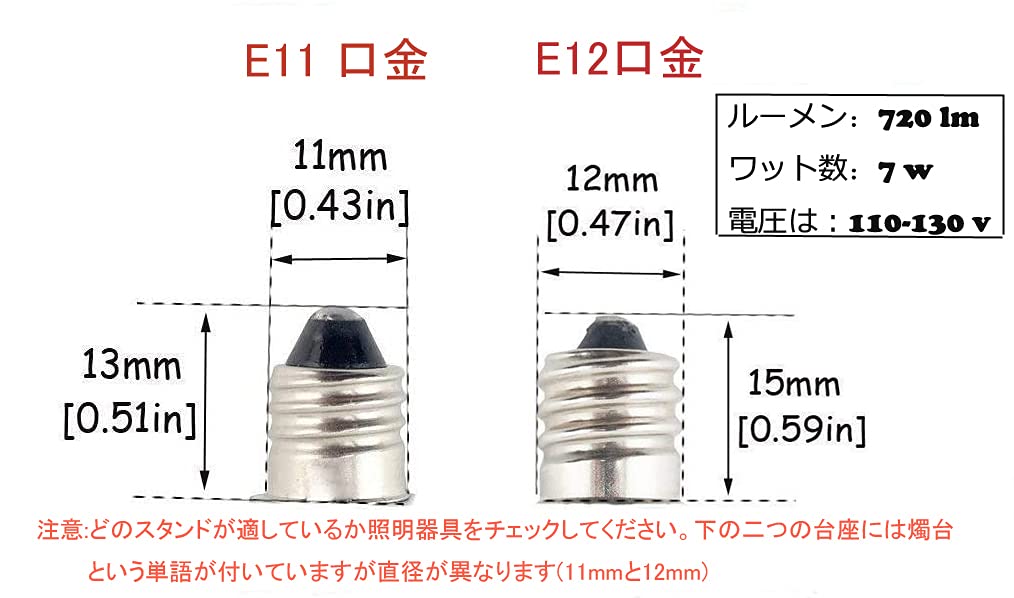 E11 口金
E12口金
ルーメン：720 lm
ワット数：7 w
電圧は：110-130 v
11mm
[0.43in]
12mm
[0.47in]
13mm
[0.51in]
15mm
[0.59in]
注意:どのスタンドが適しているか照明器具をチェックしてください。下の二つの台座には燭台
という単語が付いていますが直径が異なります(11mmと12mm)